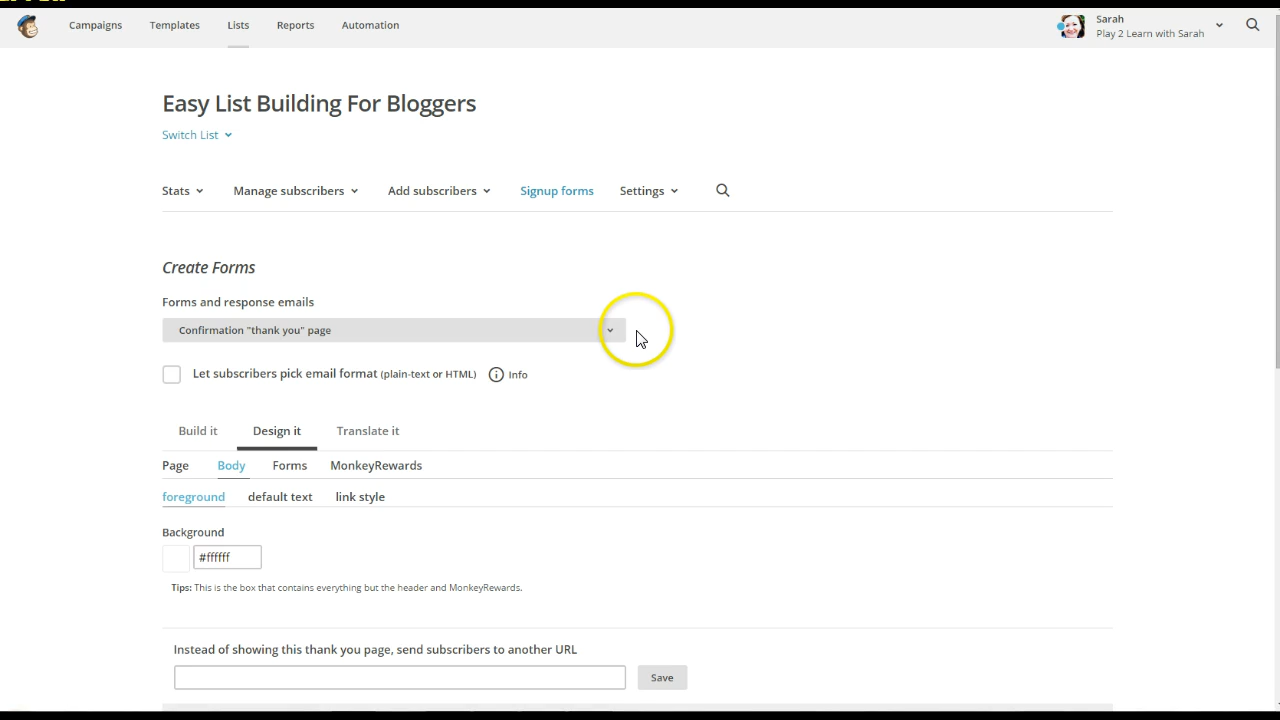 Campaigns Templates Lists Reports Automation
Sarah
Play 2 Learn with Sarah
Easy List Building For Bloggers
Switch List
Stats Manage subscribers Add subscribers Signup forms Settings
Create Forms
Forms and response emails
Confirmation "thank you" page
Let subscribers pick email format (plain-text or HTML) Info
Build it Design it Translate it
Page Body Forms MonkeyRewards
foreground default text link style
Background
#ffffff
Tips: This is the box that contains everything but the header and MonkeyRewards.
Instead of showing this thank you page, send subscribers to another URL
Save